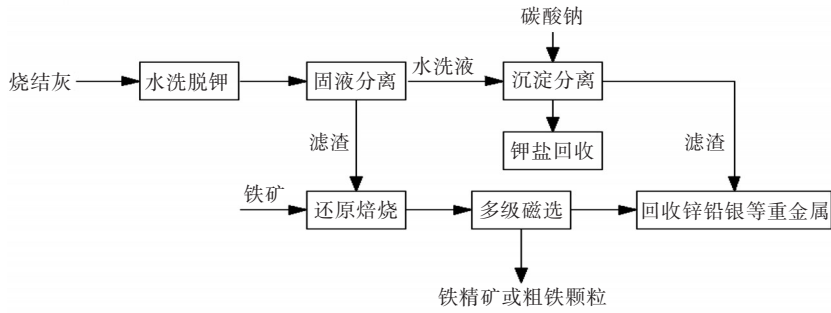 碳酸钠
烧结灰
水洗脱钾
固液分离
水洗液
沉淀分离
滤渣
钾盐回收
滤渣
铁矿
还原焙烧
多级磁选
回收锌铅银等重金属
铁精矿或粗铁颗粒